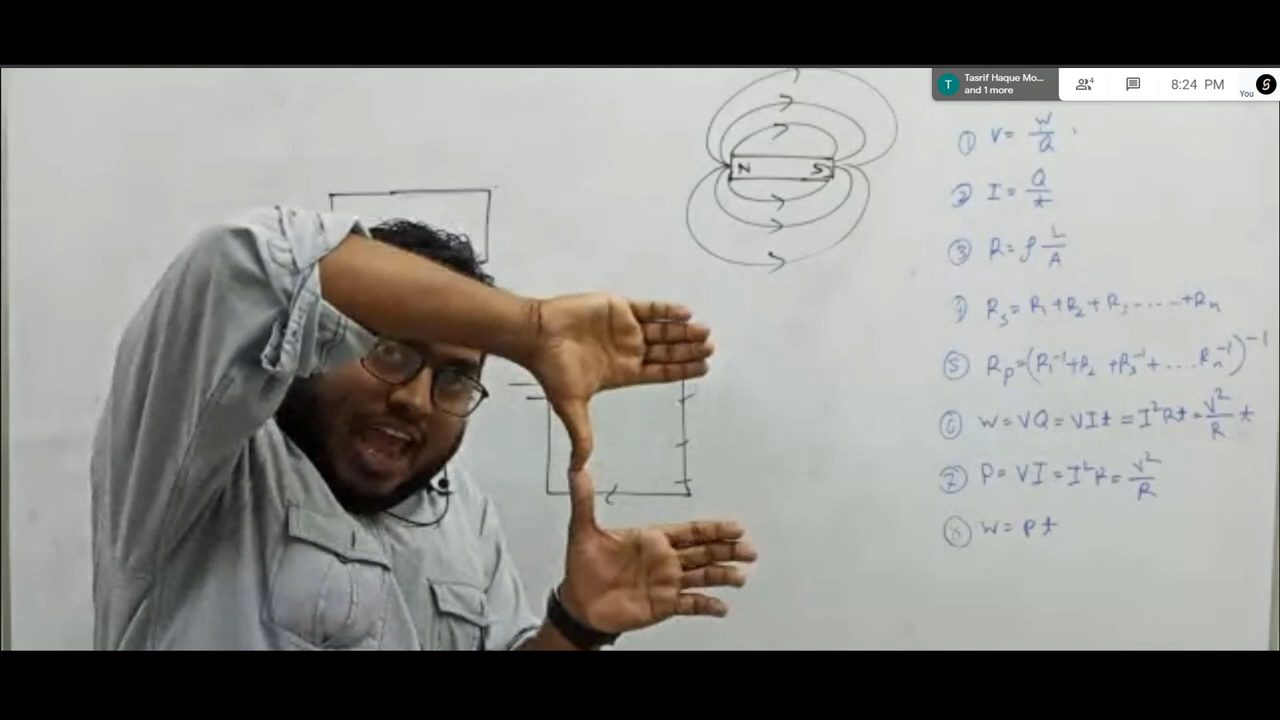 Tasrif Haque Mo...
and 1 more
4
8:24 PM
You
N S
① V = W/Q
② I = Q/t
③ R = ρ L/A
④ Rs = R1 + R2 + R3 ..... + Rn
⑤ Rp = (R1⁻¹ + R2 + R3⁻¹ + .... Rn⁻¹)⁻¹
⑥ W = VQ = VIt = I²Rt = V²/R t
⑦ P = VI = I²R = V²/R
⑧ W = Pt